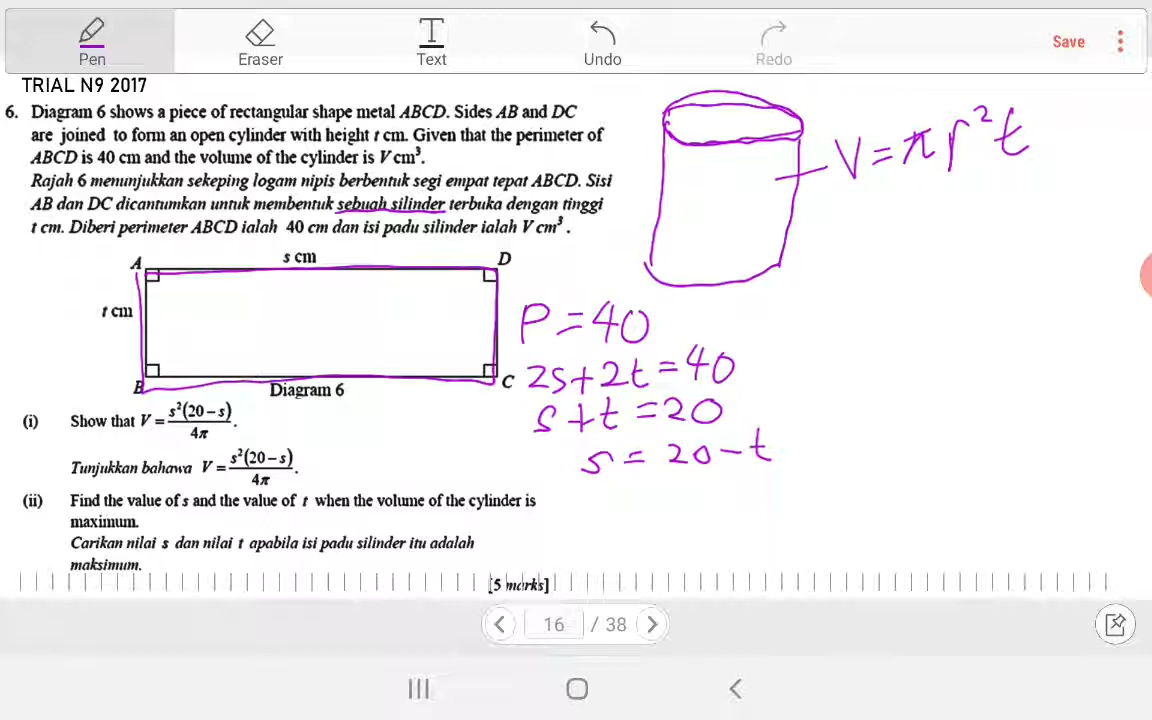 Pen
Eraser
Text
Undo
Redo
Save
TRIAL N9 2017
6. Diagram 6 shows a piece of rectangular shape metal ABCD. Sides AB and DC
are joined to form an open cylinder with height t cm. Given that the perimeter of
ABCD is 40 cm and the volume of the cylinder is V cm³.
Rajah 6 menunjukkan sekeping logam nipis berbentuk segi empat tepat ABCD. Sisi
AB dan DC dicantumkan untuk membentuk sebuah silinder terbuka dengan tinggi
t cm. Diberi perimeter ABCD ialah 40 cm dan isi padu silinder ialah V cm³.
V = πr²t
A
s cm
D
t cm
B
C
Diagram 6
P = 40
2s + 2t = 40
s + t = 20
s = 20 - t
(i) Show that V = s²(20 – s)/4π.
Tunjukkan bahawa V = s²(20 – s)/4π.
(ii) Find the value of s and the value of t when the volume of the cylinder is
maximum.
Carikan nilai s dan nilai t apabila isi padu silinder itu adalah
maksimum.
[5 marks]
16 / 38